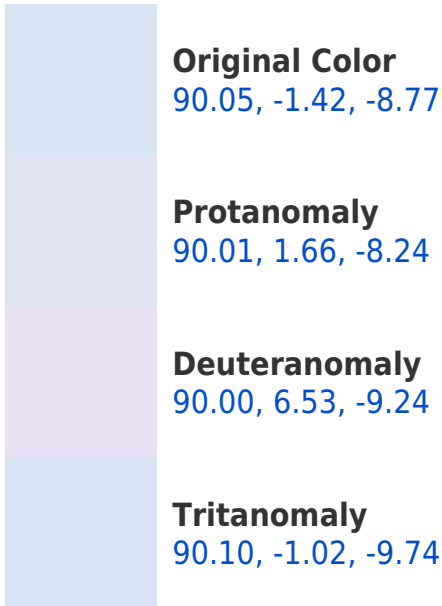 Original Color
90.05, -1.42, -8.77
Protanomaly
90.01, 1.66, -8.24
Deuteranomaly
90.00, 6.53, -9.24
Tritanomaly
90.10, -1.02, -9.74